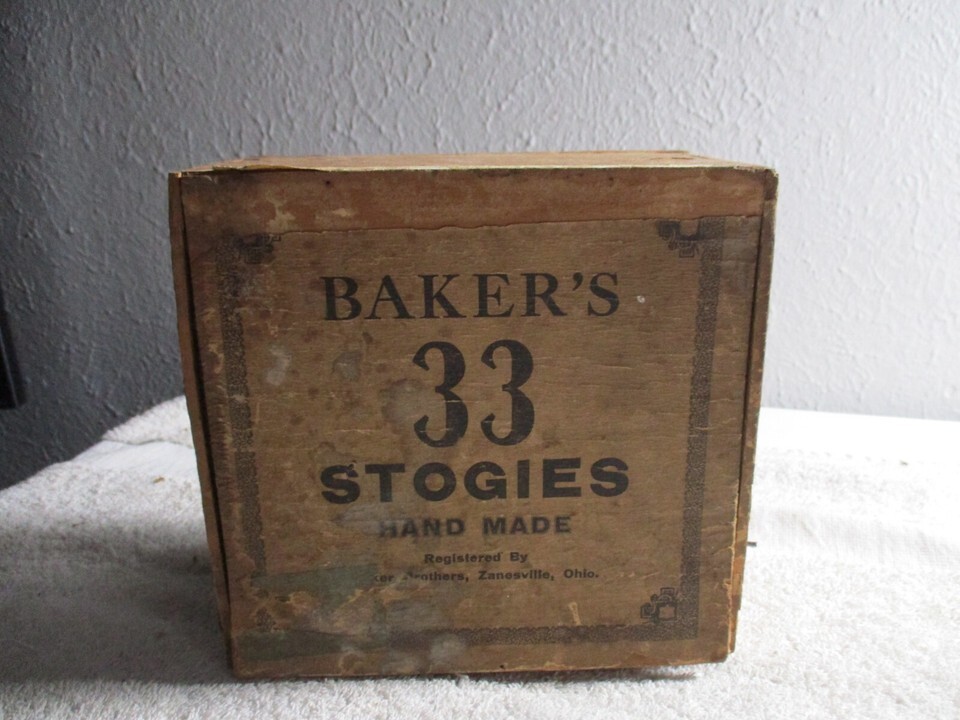 BAKER'S
33
STOGIES
HAND MADE
Registered By
Brothers, Zanesville, Ohio.